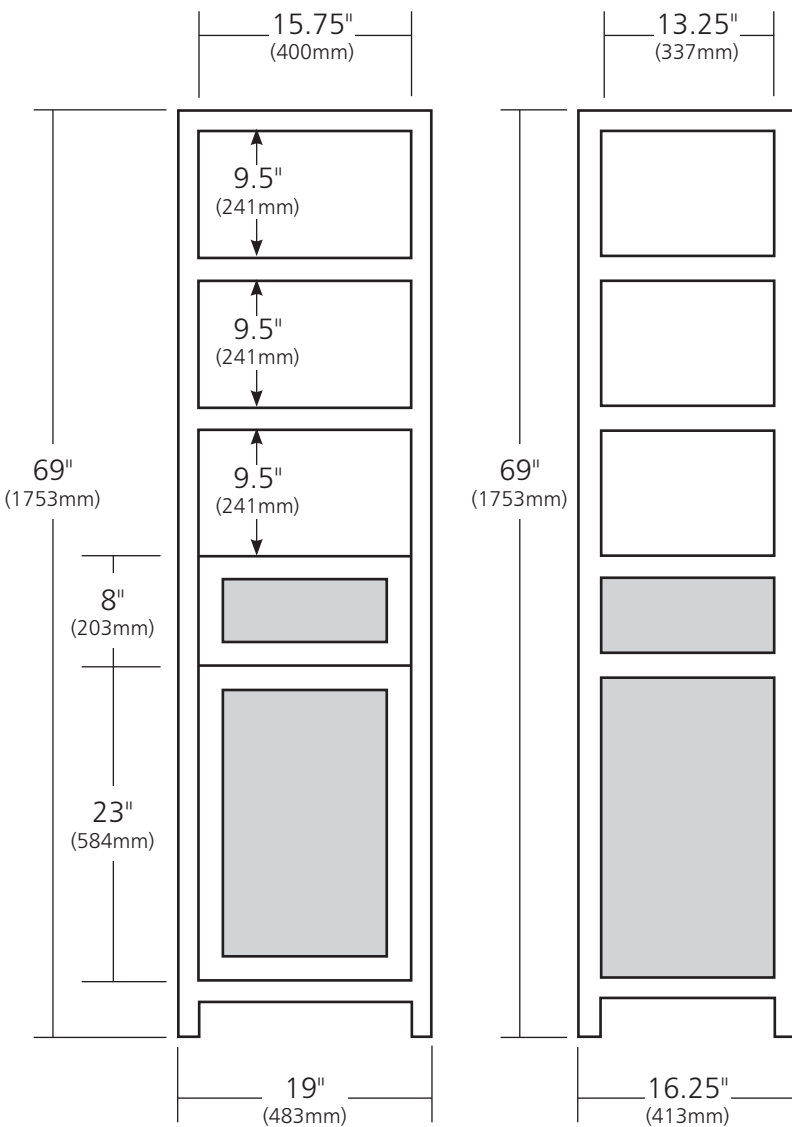 15.75"
(400mm)
13.25"
(337mm)
9.5"
(241mm)
9.5"
(241mm)
9.5"
(241mm)
69"
(1753mm)
69"
(1753mm)
8"
(203mm)
23"
(584mm)
19"
(483mm)
16.25"
(413mm)